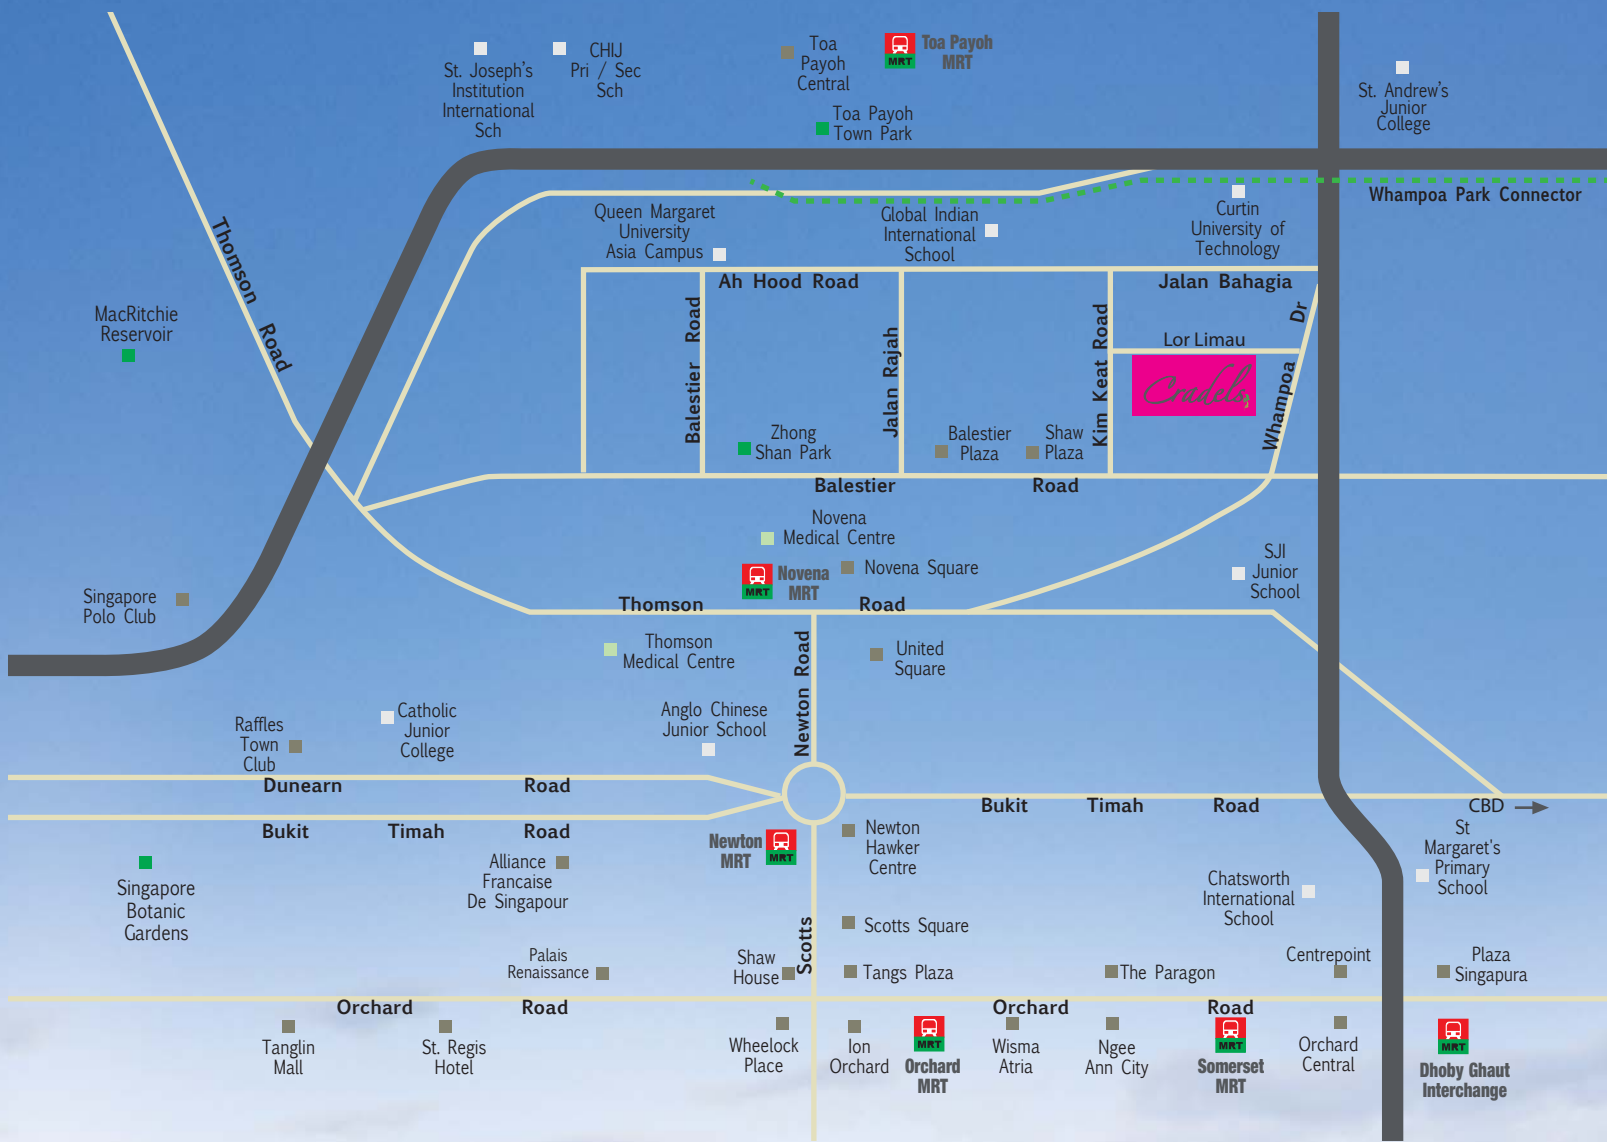 St. Joseph's
Institution
International
Sch
CHIJ
Pri / Sec
Sch
Toa
Payoh
Central
MRT
Toa Payoh
MRT
Toa Payoh
Town Park
St. Andrew's
Junior
College
Whampoa Park Connector
Thomson Road
Queen Margaret
University
Asia Campus
Global Indian
International
School
Curtin
University of
Technology
Ah Hood Road
Jalan Bahagia
MacRitchie
Reservoir
Balestier Road
Jalan Rajah
Kim Keat Road
Lor Limau
Whampoa Dr
Cradels
Zhong
Shan Park
Balestier
Plaza
Shaw
Plaza
Balestier Road
Novena
Medical Centre
Novena Square
MRT
Novena
MRT
SJI
Junior
School
Singapore
Polo Club
Thomson Road
Thomson
Medical Centre
Newton Road
United
Square
Raffles
Town
Club
Catholic
Junior
College
Anglo Chinese
Junior School
Dunearn Road
Bukit Timah Road
Bukit Timah Road
CBD
Newton
MRT
MRT
Newton
Hawker
Centre
St
Margaret's
Primary
School
Singapore
Botanic
Gardens
Alliance
Francaise
De Singapour
Chatsworth
International
School
Scotts
Scotts Square
Palais
Renaissance
Shaw
House
Tangs Plaza
The Paragon
Centrepoint
Plaza
Singapura
Orchard Road
Orchard Road
Tanglin
Mall
St. Regis
Hotel
Wheelock
Place
Ion
Orchard
MRT
Orchard
MRT
Wisma
Atria
Ngee
Ann City
MRT
Somerset
MRT
Orchard
Central
MRT
Dhoby Ghaut
Interchange